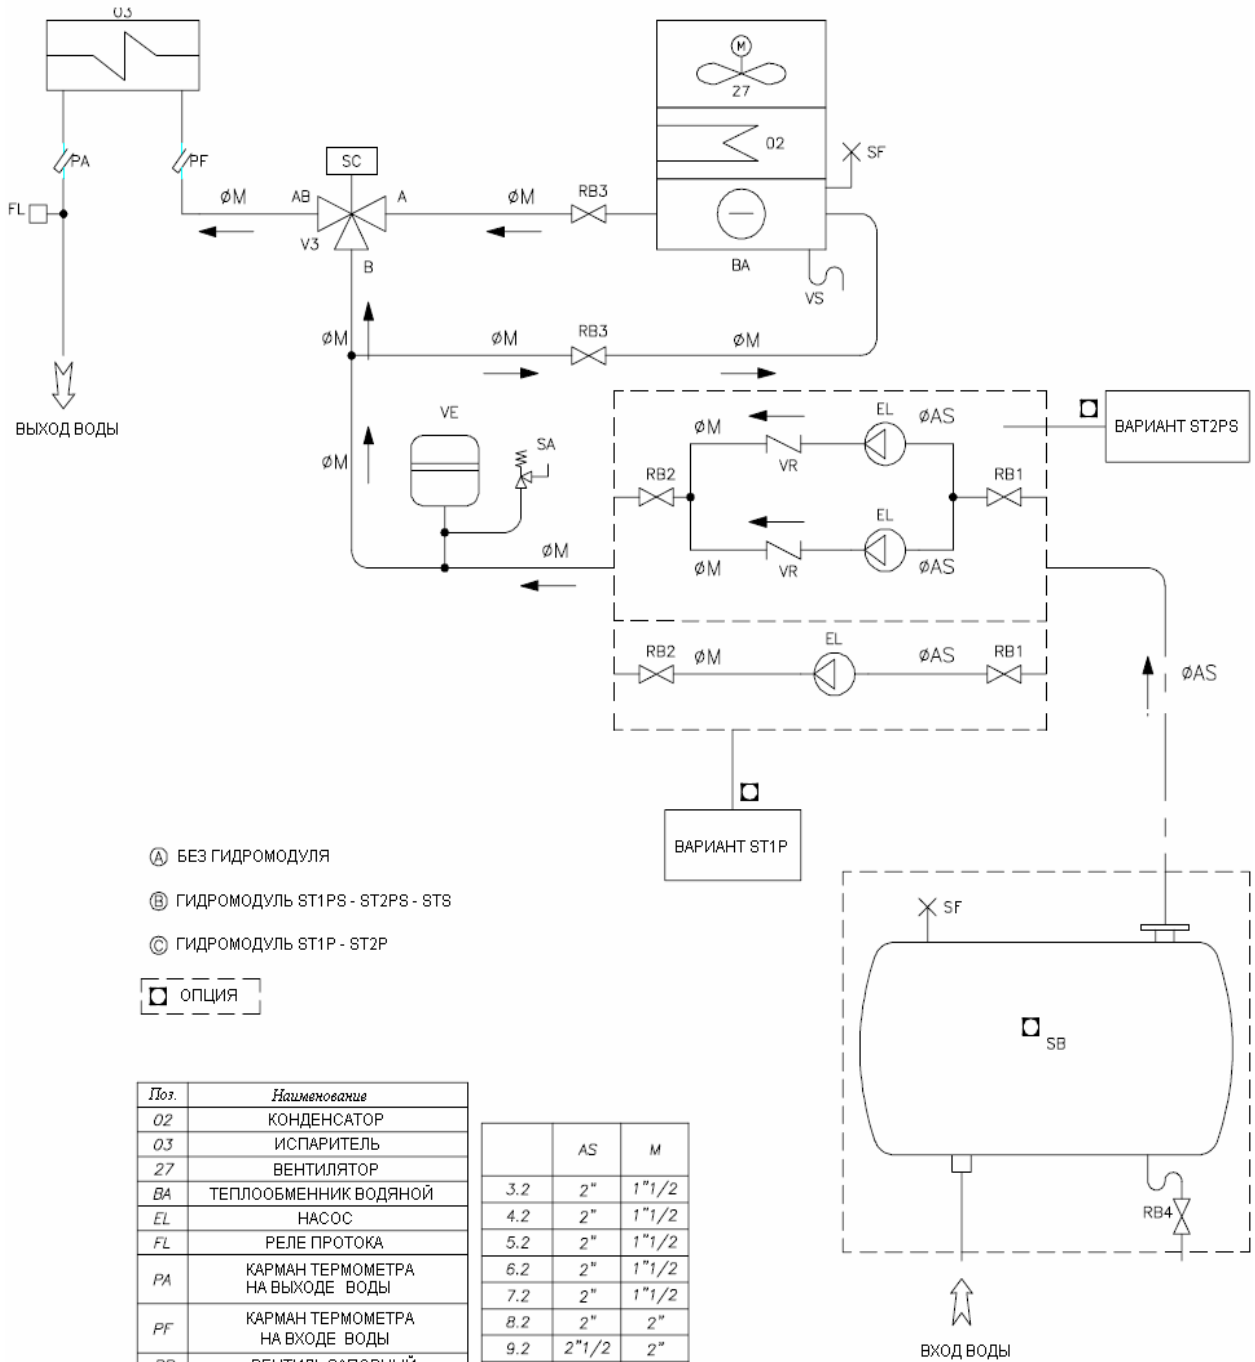 03
M
27
02
SF
PA
PF
SC
AB
A
øM
øM
RB3
FL
V3
B
BA
VS
øM
øM
RB3
øM
ВЫХОД ВОДЫ
VE
SA
øM
øM
EL
øAS
VR
RB2
RB1
EL
øM
VR
øAS
øM
ВАРИАНТ ST2PS
RB2
øM
EL
øAS
RB1
øAS
ВАРИАНТ ST1P
A БЕЗ ГИДРОМОДУЛЯ
B ГИДРОМОДУЛЬ ST1PS - ST2PS - STS
C ГИДРОМОДУЛЬ ST1P - ST2P
ОПЦИЯ
SF
SB
RB4
ВХОД ВОДЫ
Поз. Наименование
02 КОНДЕНСАТОР
03 ИСПАРИТЕЛЬ
27 ВЕНТИЛЯТОР
BA ТЕПЛООБМЕННИК ВОДЯНОЙ
EL НАСОС
FL РЕЛЕ ПРОТОКА
PA КАРМАН ТЕРМОМЕТРА
НА ВЫХОДЕ ВОДЫ
PF КАРМАН ТЕРМОМЕТРА
НА ВХОДЕ ВОДЫ
AS M
3.2 2" 1"1/2
4.2 2" 1"1/2
5.2 2" 1"1/2
6.2 2" 1"1/2
7.2 2" 1"1/2
8.2 2" 2"
9.2 2"1/2 2"